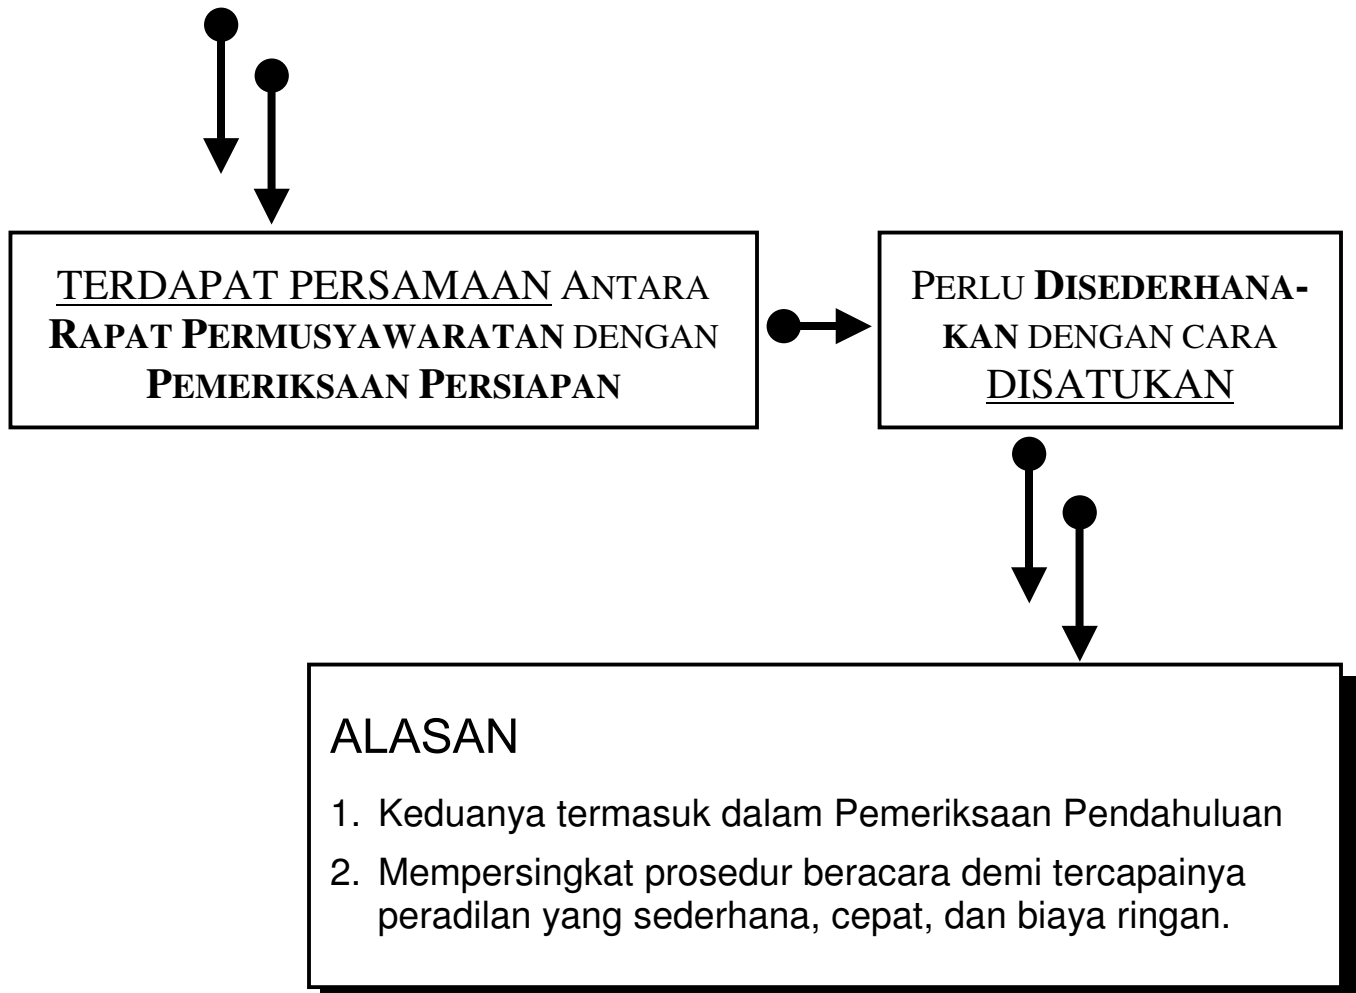 TERDAPAT PERSAMAAN ANTARA
RAPAT PERMUSYAWARATAN DENGAN
PEMERIKSAAN PERSIAPAN
PERLU DISEDERHANA-
KAN DENGAN CARA
DISATUKAN
ALASAN
1. Keduanya termasuk dalam Pemeriksaan Pendahuluan
2. Mempersingkat prosedur beracara demi tercapainya
peradilan yang sederhana, cepat, dan biaya ringan.